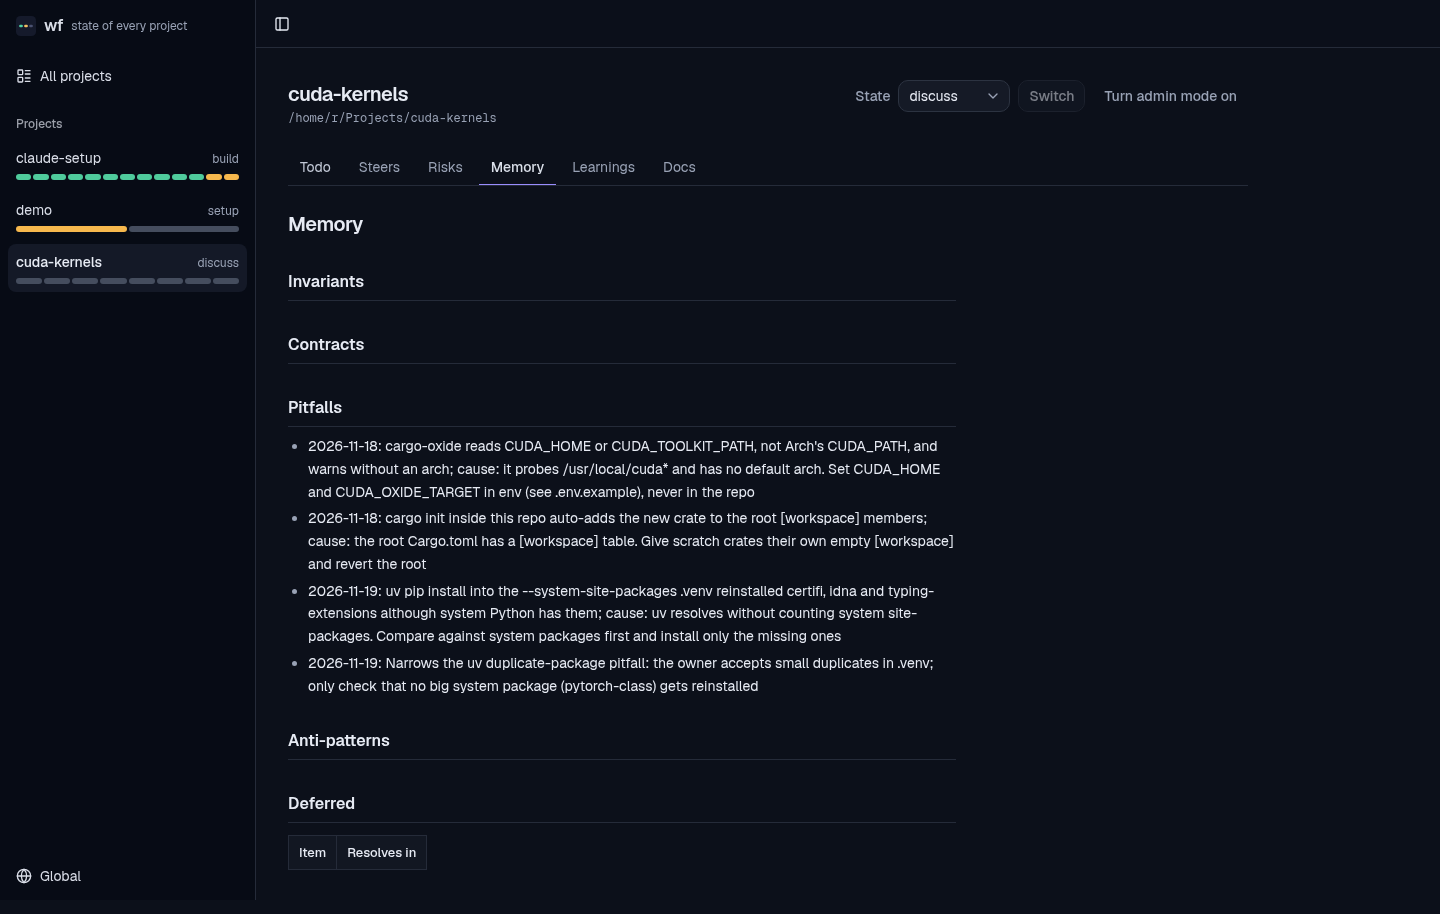 wf state of every project
All projects
Projects
claude-setup build
demo setup
cuda-kernels discuss
Global
cuda-kernels
/home/r/Projects/cuda-kernels
State discuss Switch Turn admin mode on
Todo Steers Risks Memory Learnings Docs
Memory
Invariants
Contracts
Pitfalls
2026-11-18: cargo-oxide reads CUDA_HOME or CUDA_TOOLKIT_PATH, not Arch's CUDA_PATH, and
warns without an arch; cause: it probes /usr/local/cuda* and has no default arch. Set CUDA_HOME
and CUDA_OXIDE_TARGET in env (see .env.example), never in the repo
2026-11-18: cargo init inside this repo auto-adds the new crate to the root [workspace] members;
cause: the root Cargo.toml has a [workspace] table. Give scratch crates their own empty [workspace]
and revert the root
2026-11-19: uv pip install into the --system-site-packages .venv reinstalled certifi, idna and typing-
extensions although system Python has them; cause: uv resolves without counting system site-
packages. Compare against system packages first and install only the missing ones
2026-11-19: Narrows the uv duplicate-package pitfall: the owner accepts small duplicates in .venv;
only check that no big system package (pytorch-class) gets reinstalled
Anti-patterns
Deferred
Item Resolves in